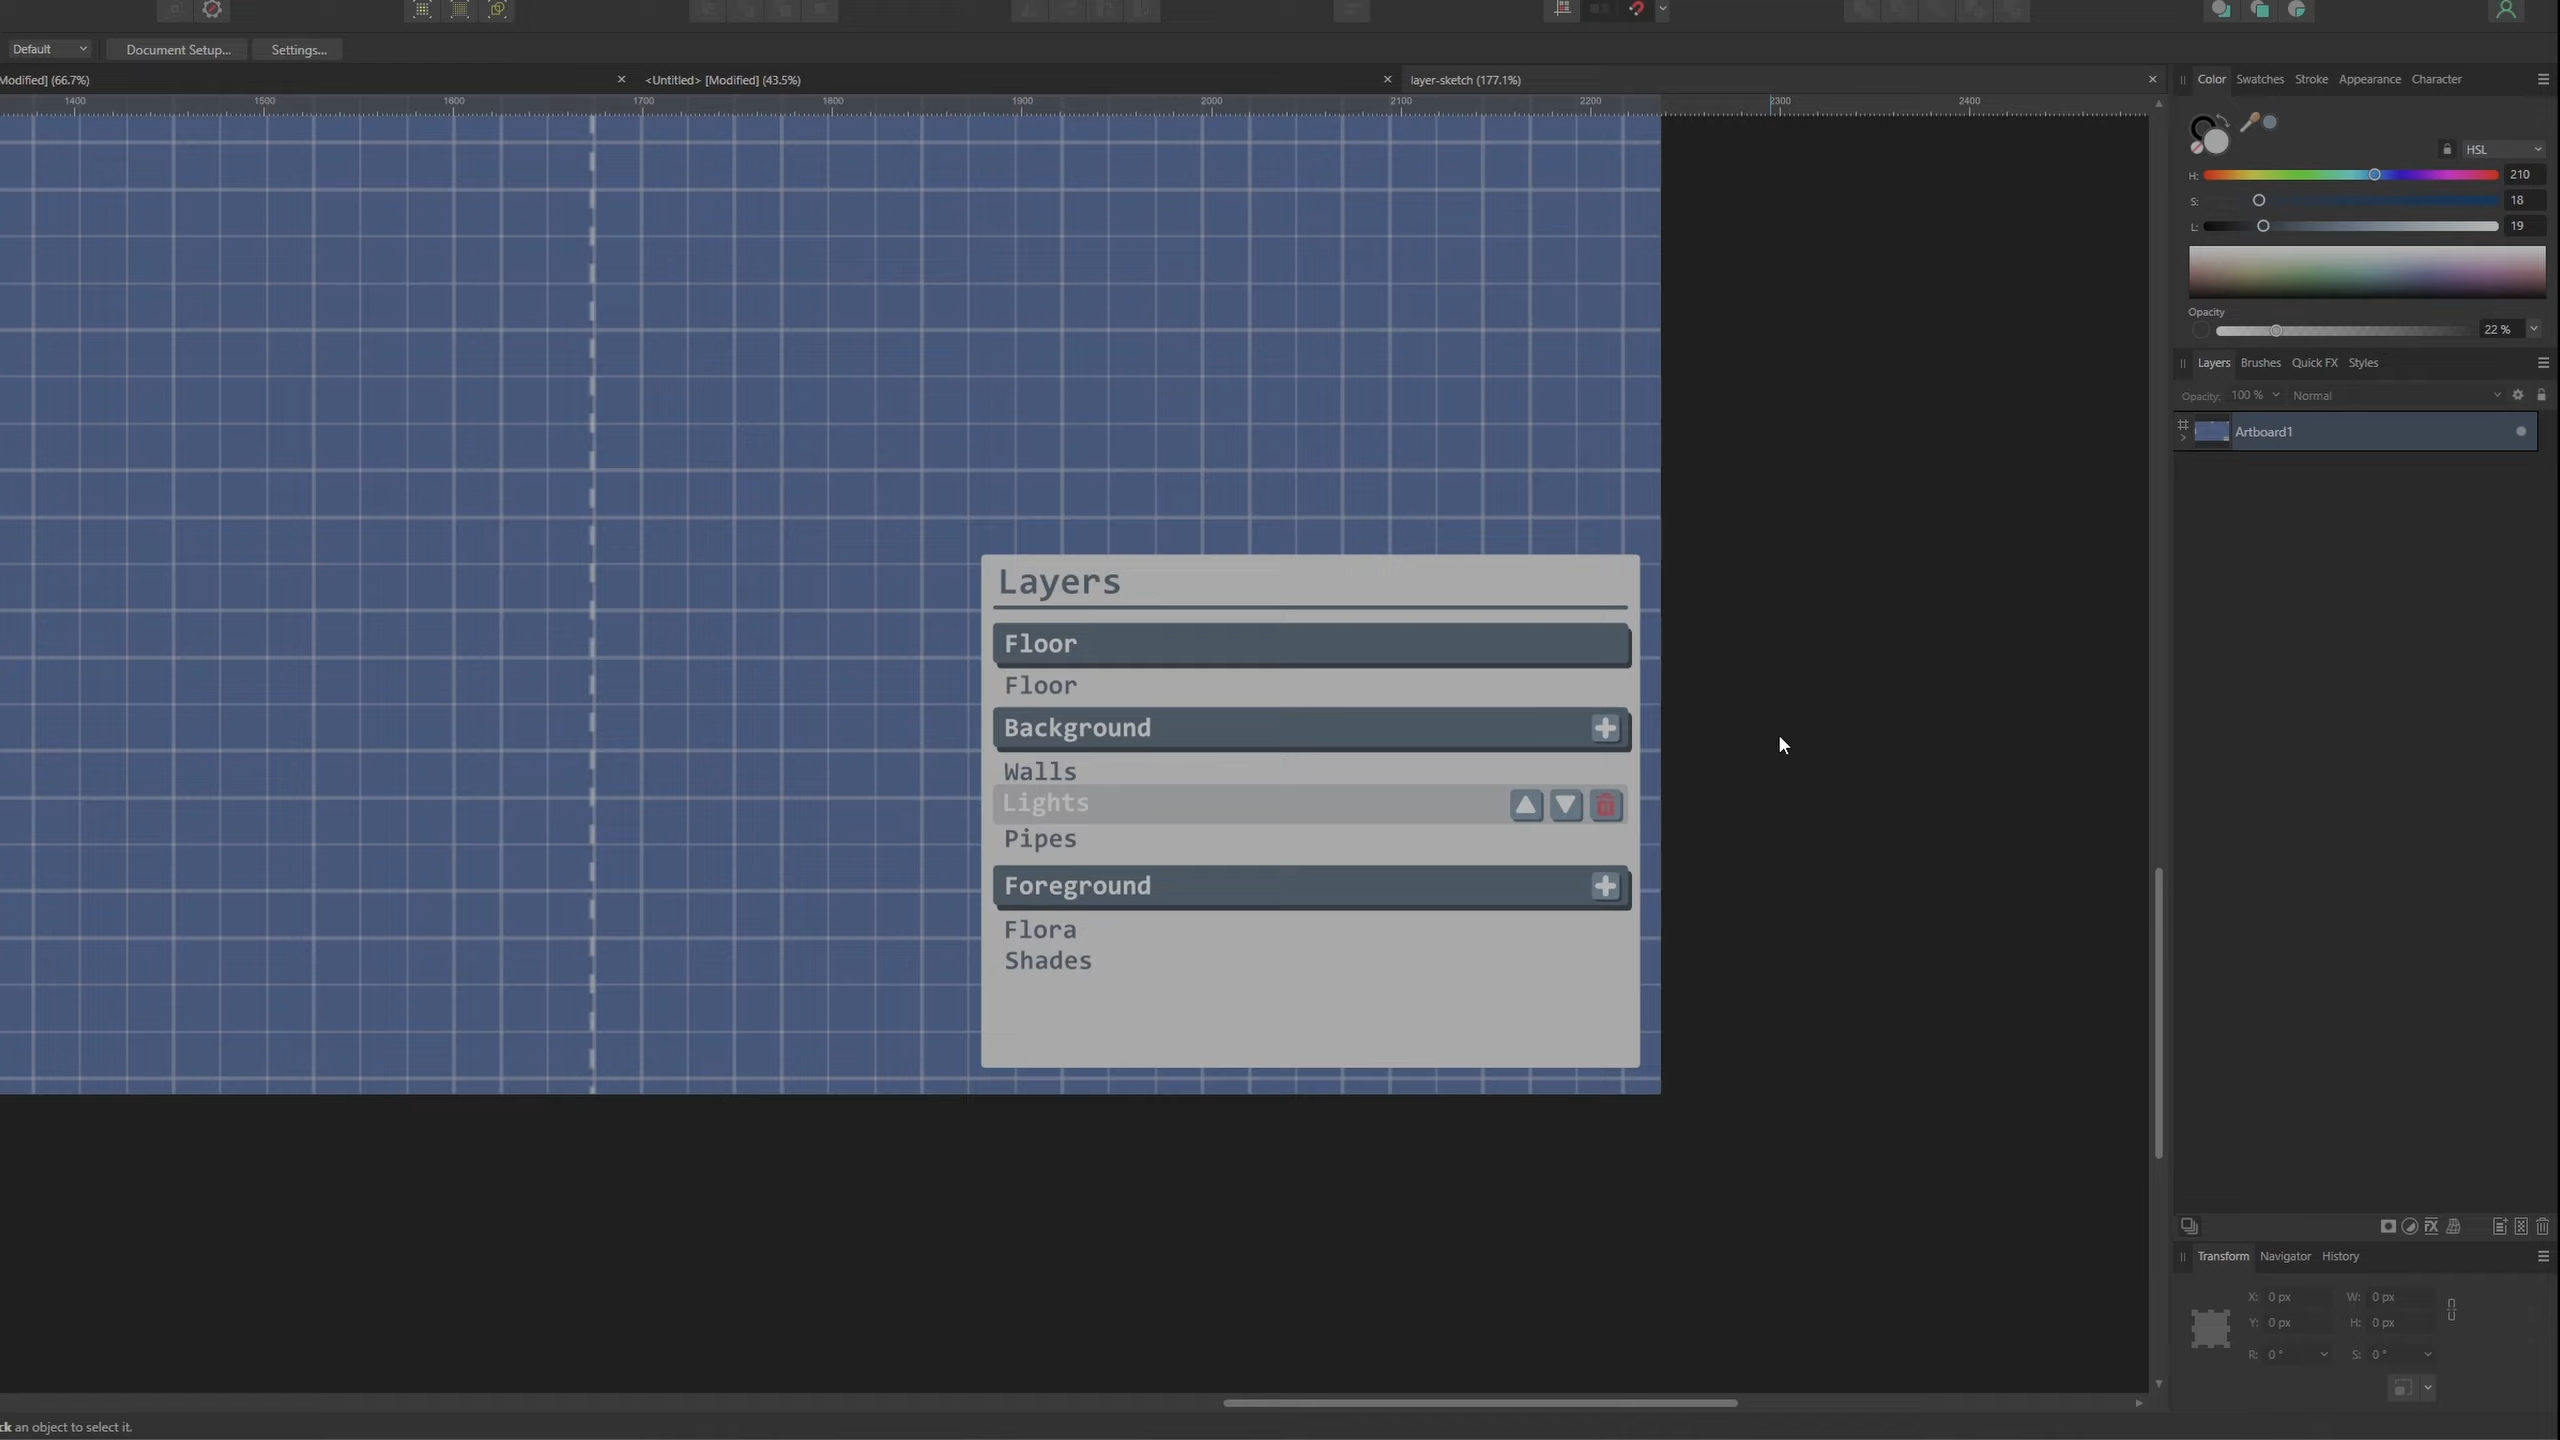 Default
Document Setup...
Settings...
Modified] (66.7%)
<Untitled> [Modified] (43.5%)
layer-sketch (177.1%)
1400
1500
1600
1700
1800
1900
2000
2100
2200
2300
2400
Color
Swatches
Stroke
Appearance
Character
HSL
H:
210
S:
18
L:
19
Opacity
22 %
Layers
Brushes
Quick FX
Styles
Opacity:
100 %
Normal
Artboard1
Layers
Floor
Floor
Background
Walls
Lights
Pipes
Foreground
Flora
Shades
Transform
Navigator
History
X: 0 px
W: 0 px
Y: 0 px
H: 0 px
R: 0 °
S: 0 °
ck an object to select it.